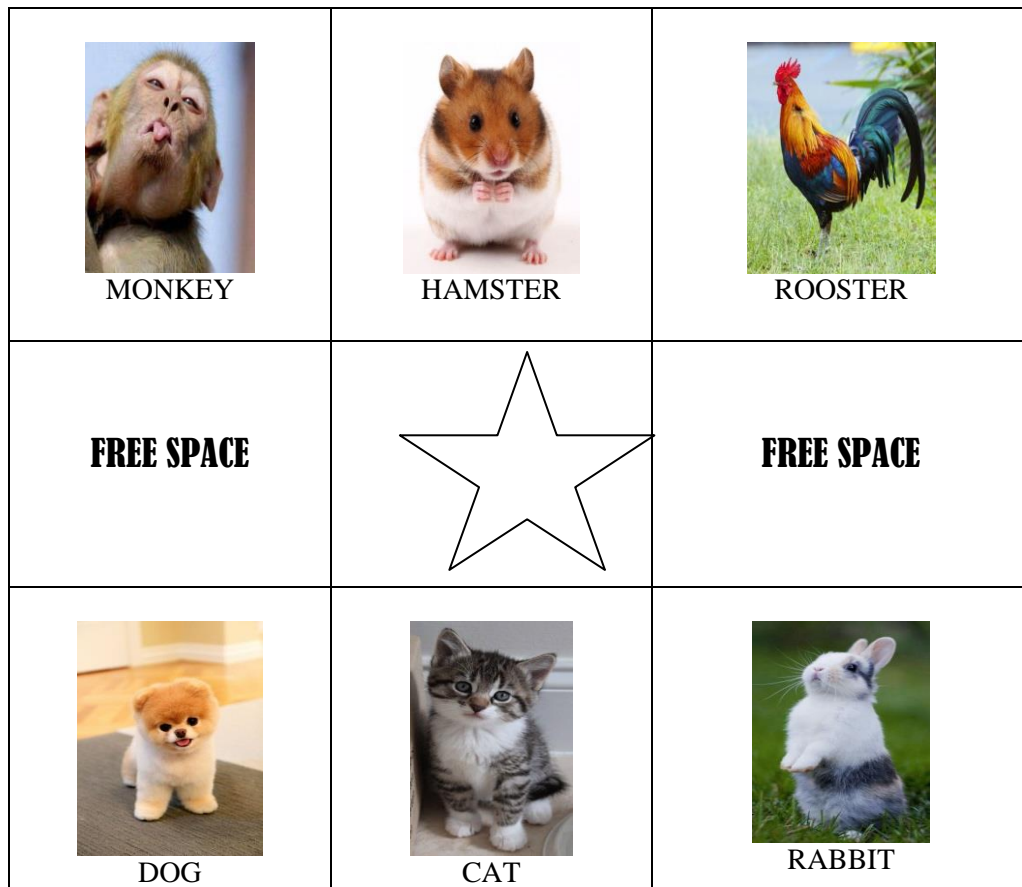 MONKEY
HAMSTER
ROOSTER
FREE SPACE
FREE SPACE
DOG
CAT
RABBIT